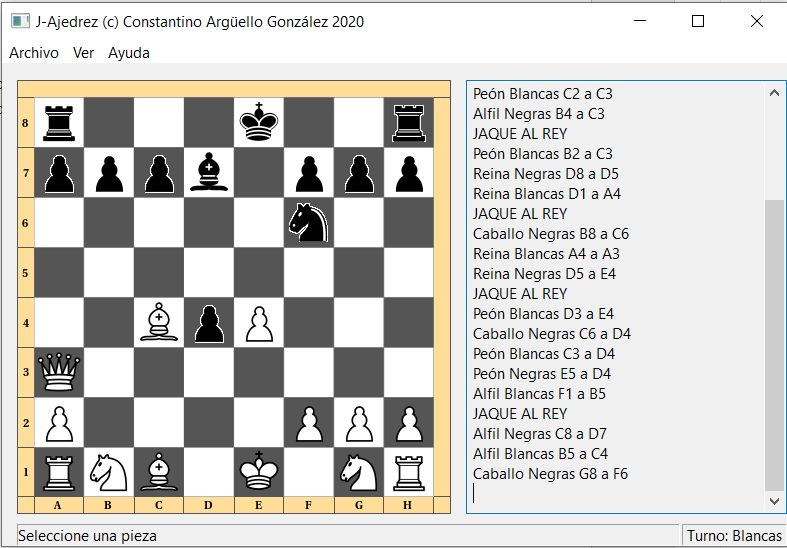 J-Ajedrez (c) Constantino Argüello González 2020
Archivo Ver Ayuda
8
7
6
5
4
3
2
1
A B C D E F G H
Peón Blancas C2 a C3
Alfil Negras B4 a C3
JAQUE AL REY
Peón Blancas B2 a C3
Reina Negras D8 a D5
Reina Blancas D1 a A4
JAQUE AL REY
Caballo Negras B8 a C6
Reina Blancas A4 a A3
Reina Negras D5 a E4
JAQUE AL REY
Peón Blancas D3 a E4
Caballo Negras C6 a D4
Peón Blancas C3 a D4
Peón Negras E5 a D4
Alfil Blancas F1 a B5
JAQUE AL REY
Alfil Negras C8 a D7
Alfil Blancas B5 a C4
Caballo Negras G8 a F6
Seleccione una pieza
Turno: Blancas